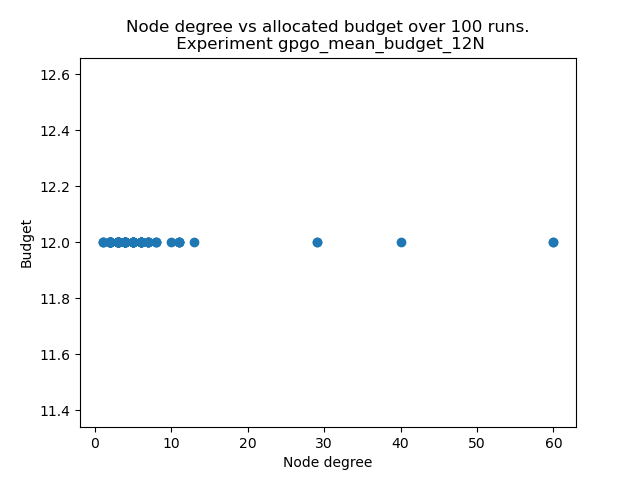 Node degree vs allocated budget over 100 runs.
Experiment gpgo_mean_budget_12N
12.6
12.4
12.2
12.0
11.8
11.6
11.4
Budget
0 10 20 30 40 50 60
Node degree